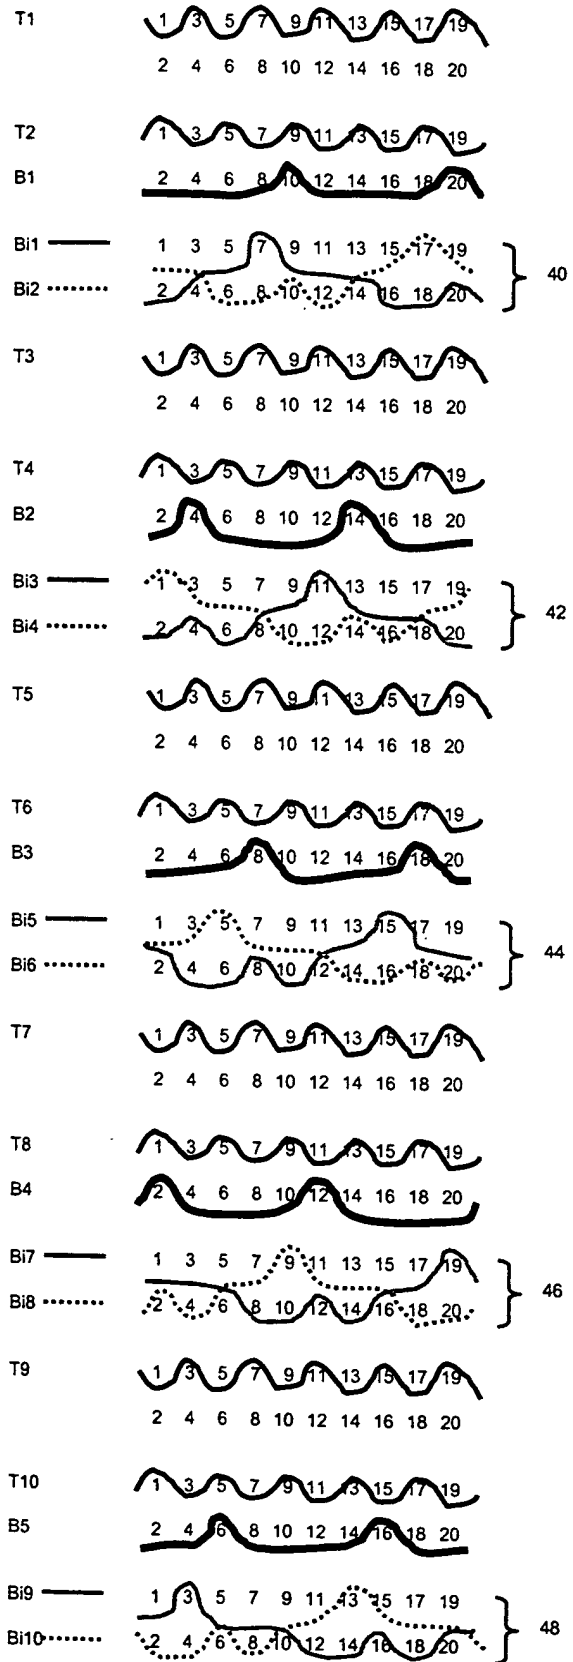 T1 1 3 5 7 9 11 13 15 17 19
2 4 6 8 10 12 14 16 18 20
T2 1 3 5 7 9 11 13 15 17 19
B1 2 4 6 8 10 12 14 16 18 20
Bi1 1 3 5 7 9 11 13 15 17 19
40
Bi2 2 4 6 8 10 12 14 16 18 20
T3 1 3 5 7 9 11 13 15 17 19
2 4 6 8 10 12 14 16 18 20
T4 1 3 5 7 9 11 13 15 17 19
B2 2 4 6 8 10 12 14 16 18 20
Bi3 1 3 5 7 9 11 13 15 17 19
42
Bi4 2 4 6 8 10 12 14 16 18 20
T5 1 3 5 7 9 11 13 15 17 19
2 4 6 8 10 12 14 16 18 20
T6 1 3 5 7 9 11 13 15 17 19
B3 2 4 6 8 10 12 14 16 18 20
Bi5 1 3 5 7 9 11 13 15 17 19
44
Bi6 2 4 6 8 10 12 14 16 18 20
T7 1 3 5 7 9 11 13 15 17 19
2 4 6 8 10 12 14 16 18 20
T8 1 3 5 7 9 11 13 15 17 19
B4 2 4 6 8 10 12 14 16 18 20
Bi7 1 3 5 7 9 11 13 15 17 19
46
Bi8 2 4 6 8 10 12 14 16 18 20
T9 1 3 5 7 9 11 13 15 17 19
2 4 6 8 10 12 14 16 18 20
T10 1 3 5 7 9 11 13 15 17 19
B5 2 4 6 8 10 12 14 16 18 20
Bi9 1 3 5 7 9 11 13 15 17 19
48
Bi10 2 4 6 8 10 12 14 16 18 20